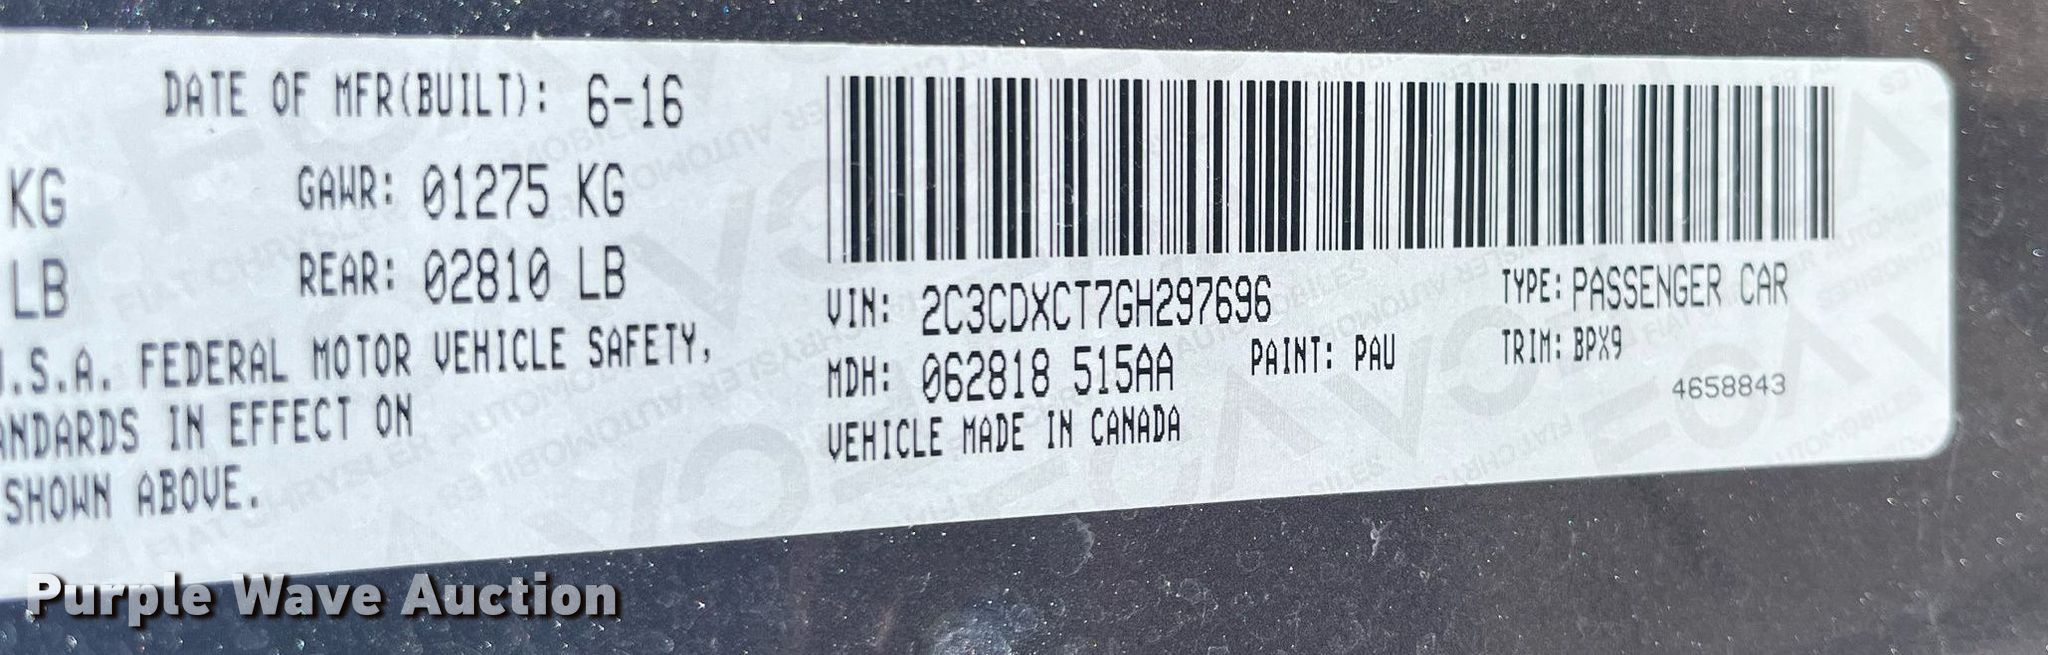 DATE OF MFR(BUILT): 6-16
KG GAWR: 01275 KG
LB REAR: 02810 LB
U.S.A. FEDERAL MOTOR VEHICLE SAFETY,
ANDARDS IN EFFECT ON
SHOWN ABOVE.
VIN: 2C3CDXCT7GH297696 TYPE: PASSENGER CAR
MDH: 062818 515AA PAINT: PAU TRIM: BPX9
4658843
VEHICLE MADE IN CANADA
Purple Wave Auction